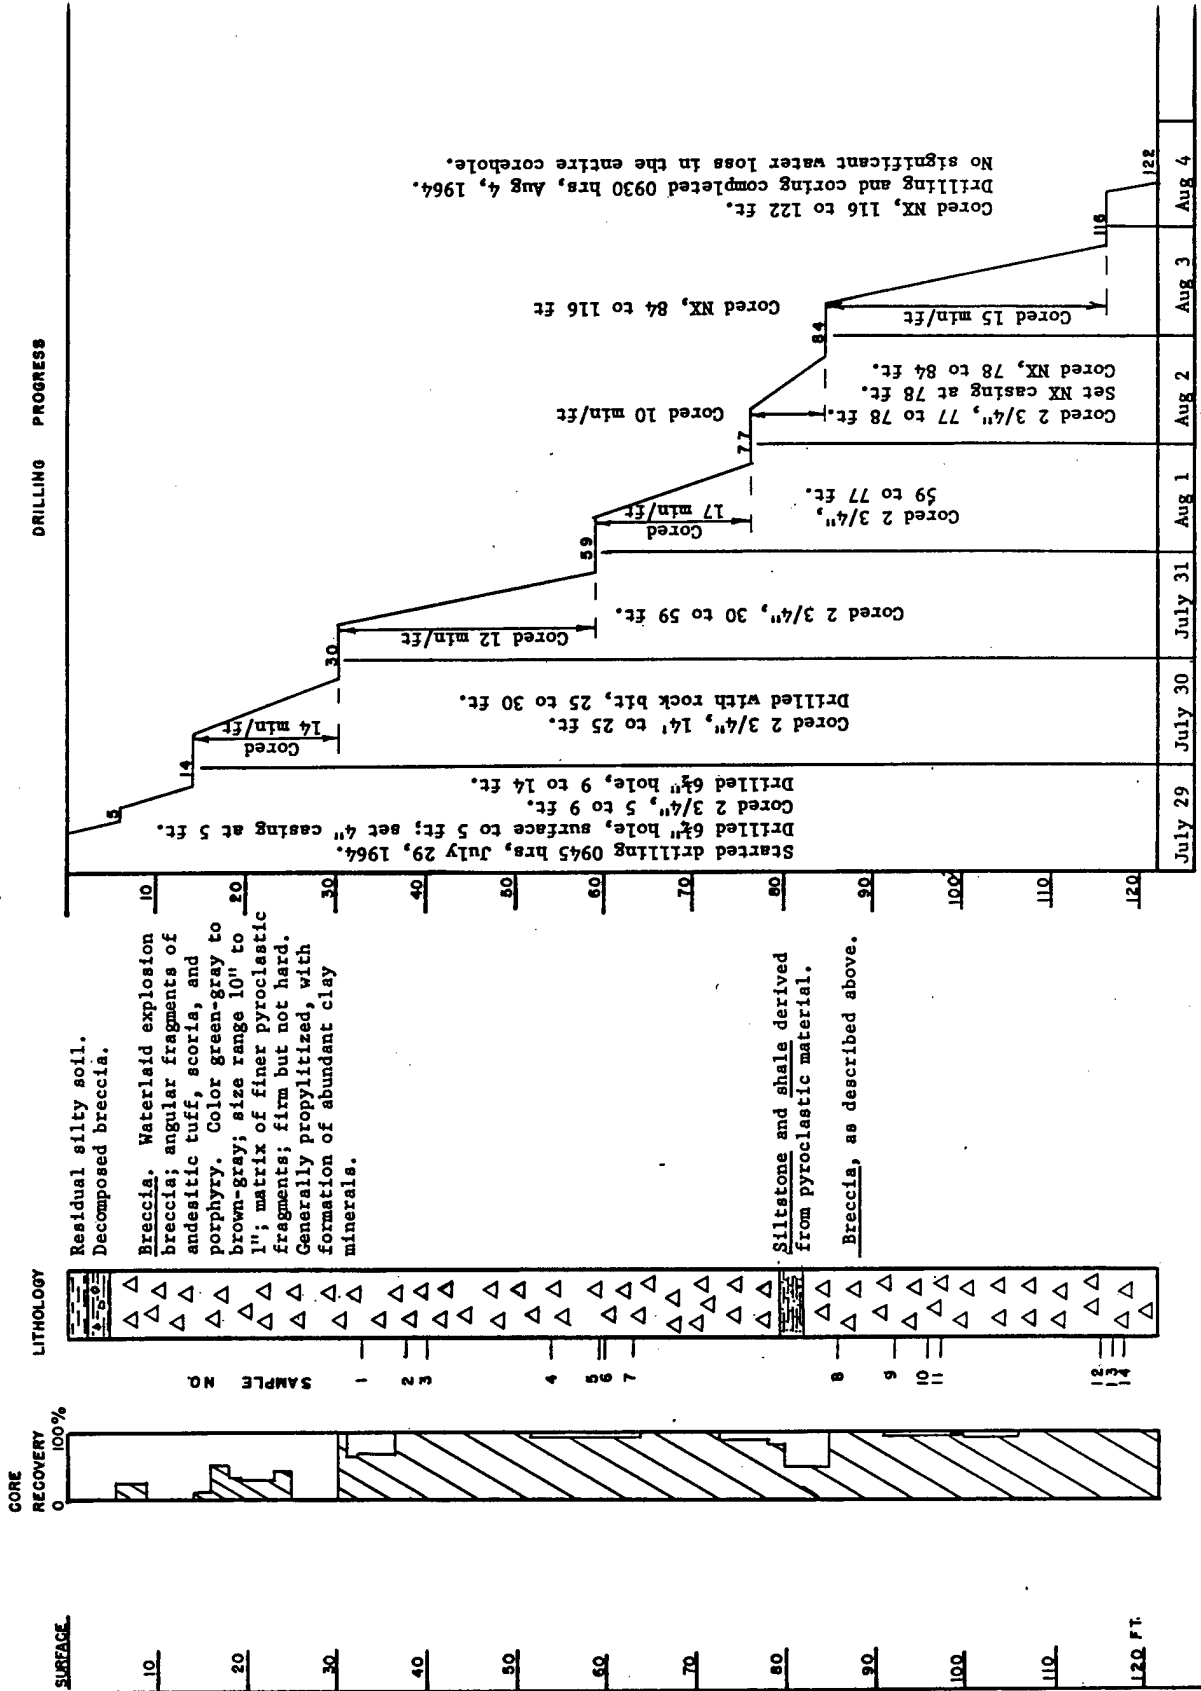 CORE
RECOVERY
0 100%
SAMPLE NO.
LITHOLOGY
DRILLING PROGRESS
SURFACE
10
20
30
40
50
60
70
80
90
100
110
120 FT.
1
2
3
4
5
6
7
8
9
10
11
12
13
14
Residual silty soil.
Decomposed breccia.
Breccia. Waterlaid explosion
breccia; angular fragments of
andesitic tuff, scoria, and
porphyry. Color green-gray to
brown-gray; size range 10" to
1"; matrix of finer pyroclastic
fragments; firm but not hard.
Generally propylitized, with
formation of abundant clay
minerals.
Siltstone and shale derived
from pyroclastic material.
Breccia, as described above.
10
20
30
40
50
60
70
80
90
100
110
120
Started drilling 0945 hrs, July 29, 1964.
Drilled 6¼" hole, surface to 5 ft; set 4" casing at 5 ft.
Cored 2 3/4", 5 to 9 ft.
Drilled 6¼" hole, 9 to 14 ft.
5
14
Cored
14 min/ft
Cored 2 3/4", 14' to 25 ft.
Drilled with rock bit, 25 to 30 ft.
30
Cored 12 min/ft
Cored 2 3/4", 30 to 59 ft.
59
Cored
17 min/ft
Cored 2 3/4",
59 to 77 ft.
77
Cored 10 min/ft
Cored 2 3/4", 77 to 78 ft.
Set NX casing at 78 ft.
Cored NX, 78 to 84 ft.
84
Cored 15 min/ft
Cored NX, 84 to 116 ft
116
Cored NX, 116 to 122 ft.
Drilling and coring completed 0930 hrs, Aug 4, 1964.
No significant water loss in the entire corehole.
122
July 29
July 30
July 31
Aug 1
Aug 2
Aug 3
Aug 4